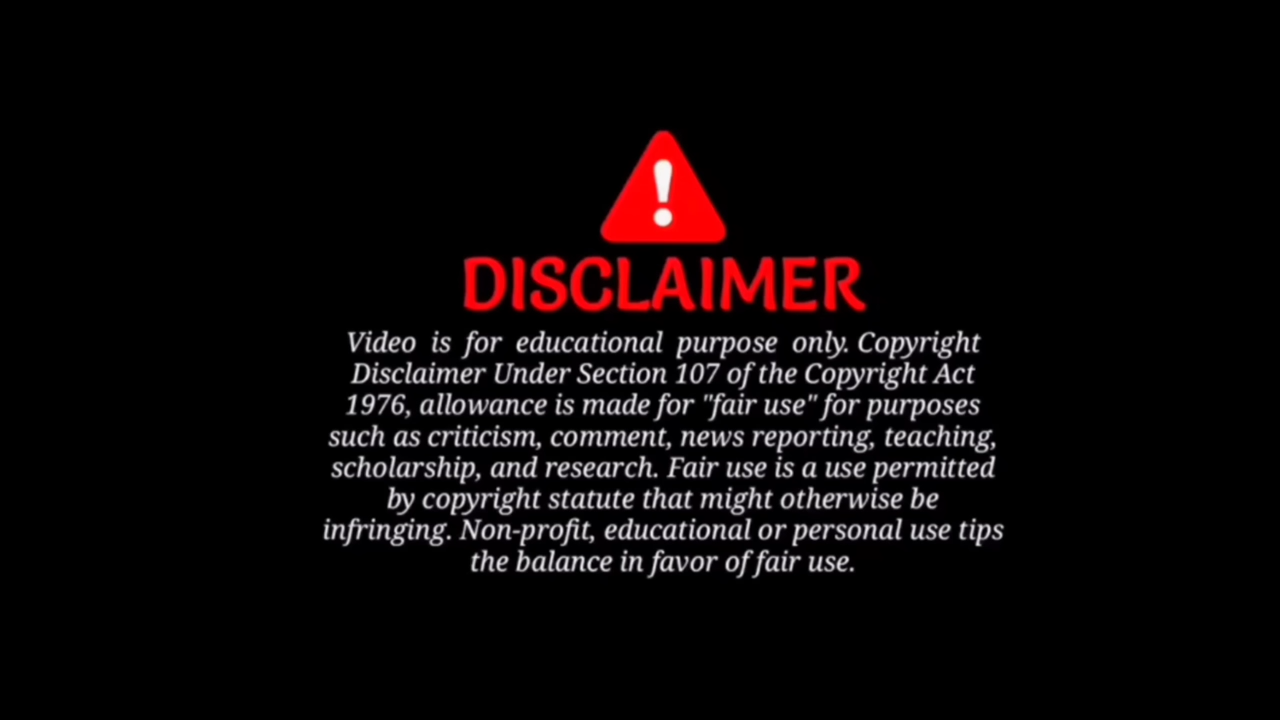 DISCLAIMER
Video is for educational purpose only. Copyright
Disclaimer Under Section 107 of the Copyright Act
1976, allowance is made for "fair use" for purposes
such as criticism, comment, news reporting, teaching,
scholarship, and research. Fair use is a use permitted
by copyright statute that might otherwise be
infringing. Non-profit, educational or personal use tips
the balance in favor of fair use.